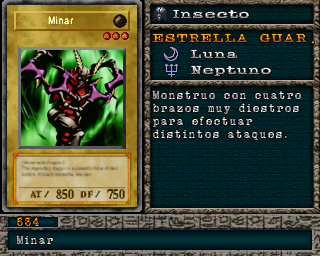 Minar
AT/ 850 DF/ 750
Insecto
ESTRELLA GUAR.
Luna
Neptuno
Monstruo con cuatro
brazos muy diestros
para efectuar
distintos ataques.
534
Minar